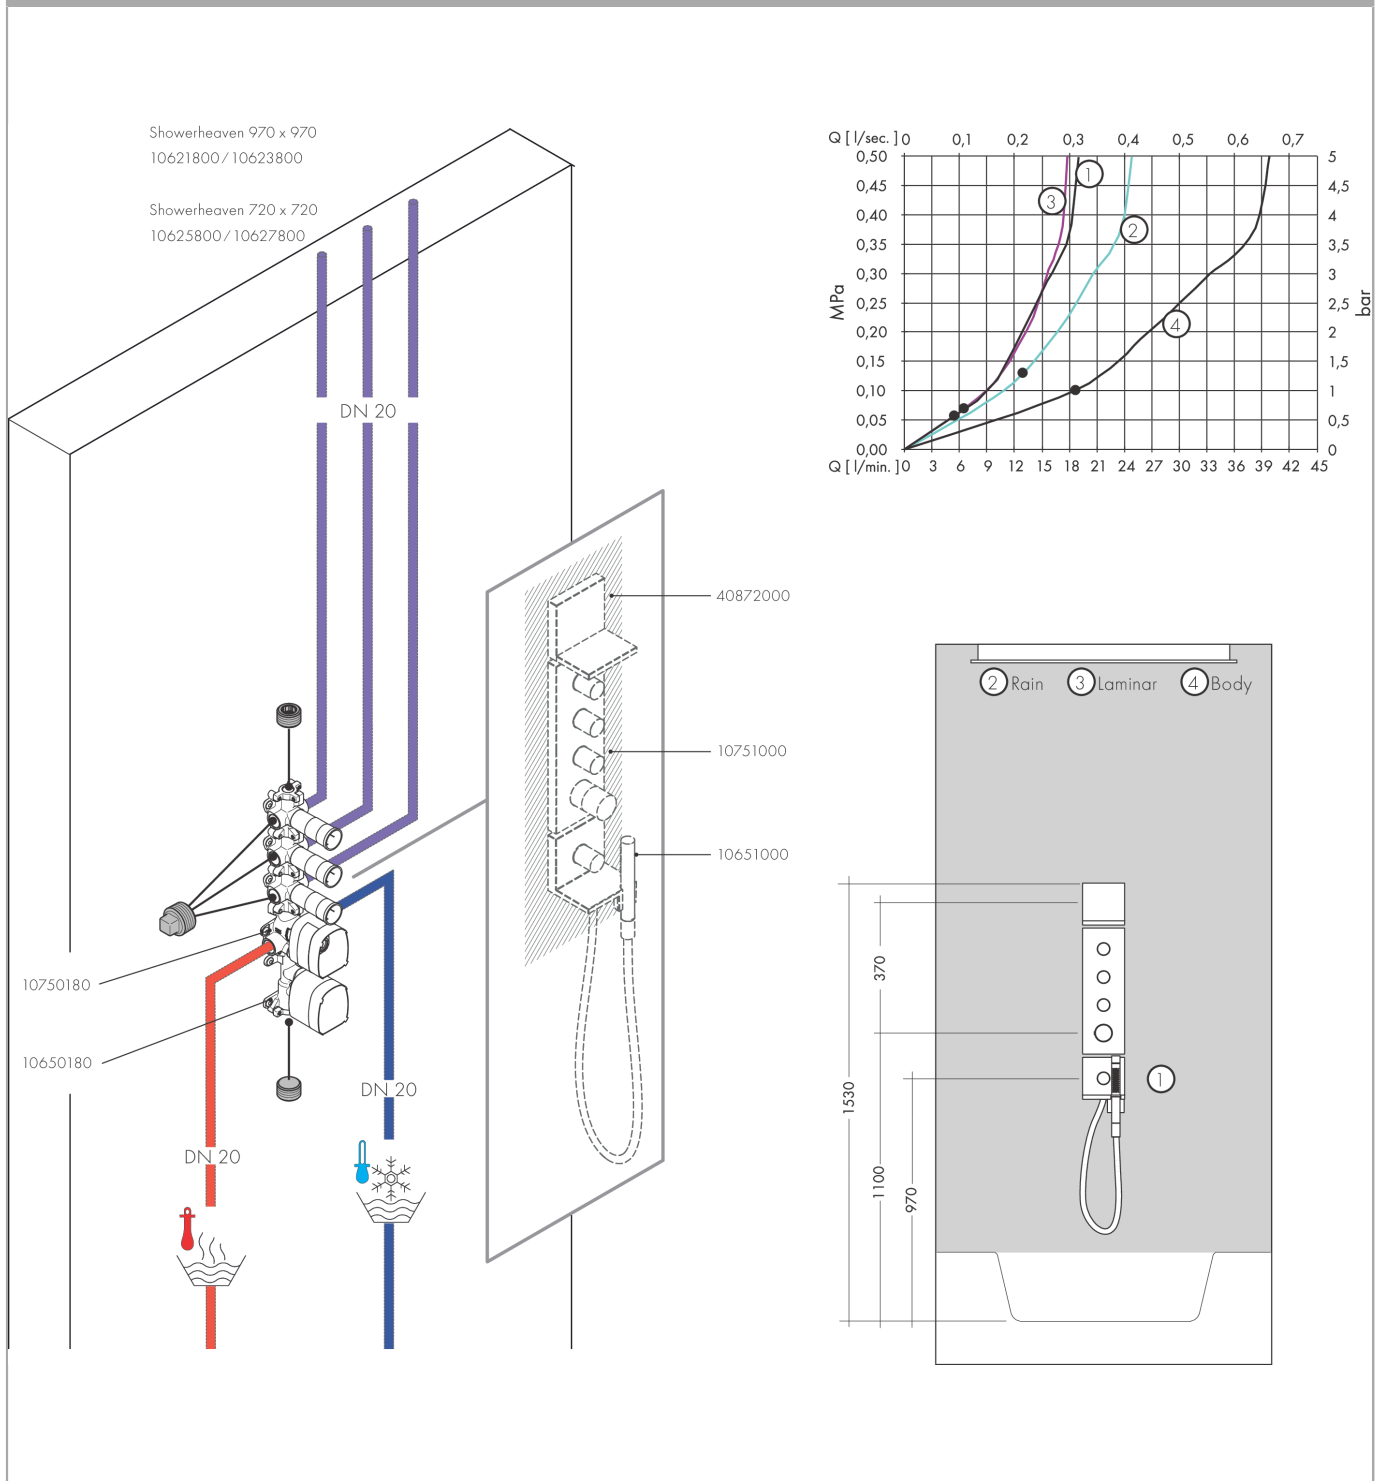 Showerheaven 970 x 970
10621800 / 10623800
Showerheaven 720 x 720
10625800 / 10627800
DN 20
40872000
10751000
10651000
10750180
10650180
DN 20
DN 20
Q [ l/sec. ] 0 0,1 0,2 0,3 0,4 0,5 0,6 0,7
0,50 5
0,45 4,5
0,40 4
0,35 3,5
0,30 3
0,25 2,5
0,20 2
0,15 1,5
0,10 1
0,05 0,5
0,00 0
MPa
bar
1
3
2
4
Q [ l/min. ] 0 3 6 9 12 15 18 21 24 27 30 33 36 39 42 45
2 Rain 3 Laminar 4 Body
370
1
1530
1100
970